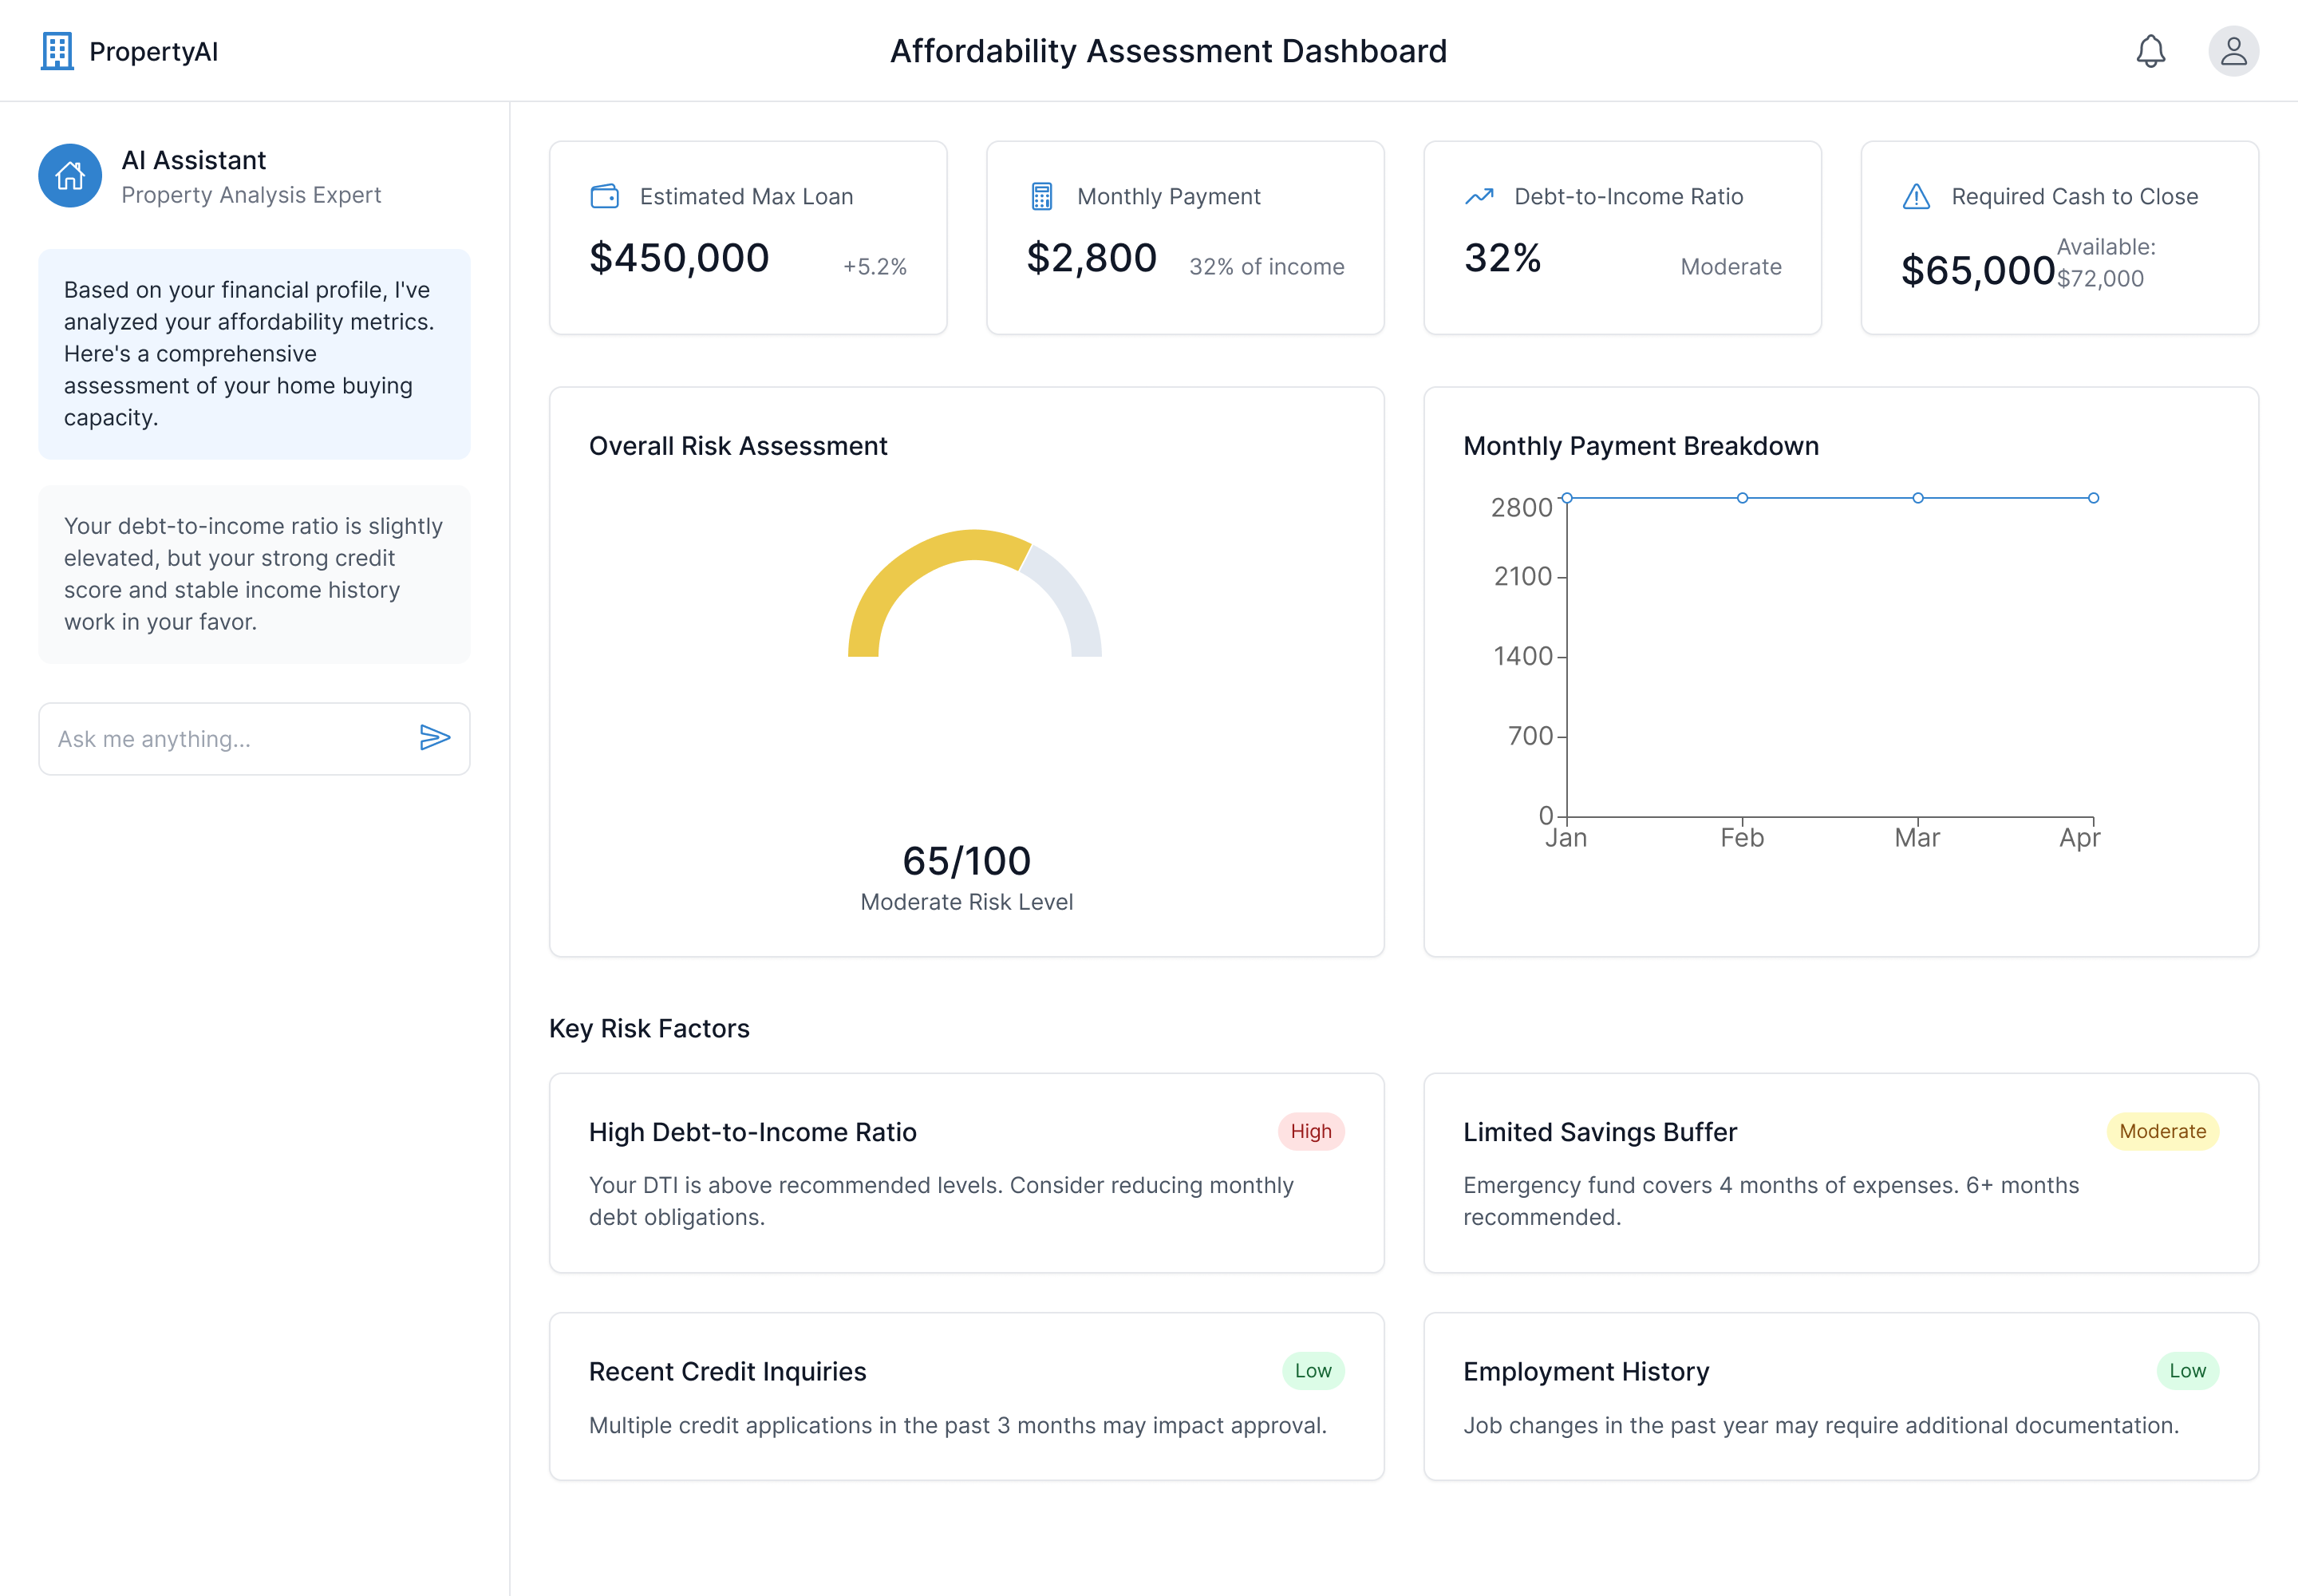 PropertyAI
Affordability Assessment Dashboard
AI Assistant
Property Analysis Expert
Based on your financial profile, I've
analyzed your affordability metrics.
Here's a comprehensive
assessment of your home buying
capacity.
Your debt-to-income ratio is slightly
elevated, but your strong credit
score and stable income history
work in your favor.
Ask me anything...
Estimated Max Loan
$450,000
+5.2%
Monthly Payment
$2,800
32% of income
Debt-to-Income Ratio
32%
Moderate
Required Cash to Close
$65,000
Available:
$72,000
Overall Risk Assessment
65/100
Moderate Risk Level
Monthly Payment Breakdown
2800
2100
1400
700
0
Jan
Feb
Mar
Apr
Key Risk Factors
High Debt-to-Income Ratio
High
Your DTI is above recommended levels. Consider reducing monthly
debt obligations.
Limited Savings Buffer
Moderate
Emergency fund covers 4 months of expenses. 6+ months
recommended.
Recent Credit Inquiries
Low
Multiple credit applications in the past 3 months may impact approval.
Employment History
Low
Job changes in the past year may require additional documentation.